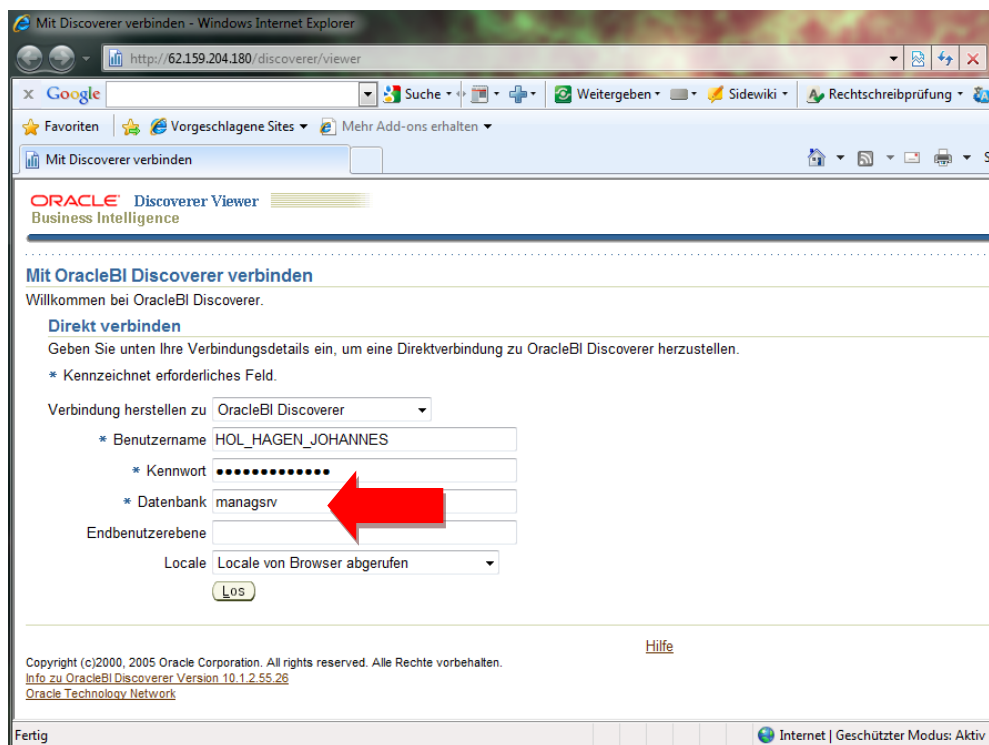 Mit Discoverer verbinden - Windows Internet Explorer
http://62.159.204.180/discoverer/viewer
x Google Suche Weitergeben Sidewiki Rechtschreibprüfung
Favoriten Vorgeschlagene Sites Mehr Add-ons erhalten
Mit Discoverer verbinden
ORACLE Discoverer Viewer
Business Intelligence
Mit OracleBI Discoverer verbinden
Willkommen bei OracleBI Discoverer.
Direkt verbinden
Geben Sie unten Ihre Verbindungsdetails ein, um eine Direktverbindung zu OracleBI Discoverer herzustellen.
* Kennzeichnet erforderliches Feld.
Verbindung herstellen zu OracleBI Discoverer
* Benutzername HOL_HAGEN_JOHANNES
* Kennwort •••••••••••••
* Datenbank managsrv
Endbenutzerebene
Locale Locale von Browser abgerufen
Los
Hilfe
Copyright (c)2000, 2005 Oracle Corporation. All rights reserved. Alle Rechte vorbehalten.
Info zu OracleBI Discoverer Version 10.1.2.55.26
Oracle Technology Network
Fertig Internet | Geschützter Modus: Aktiv